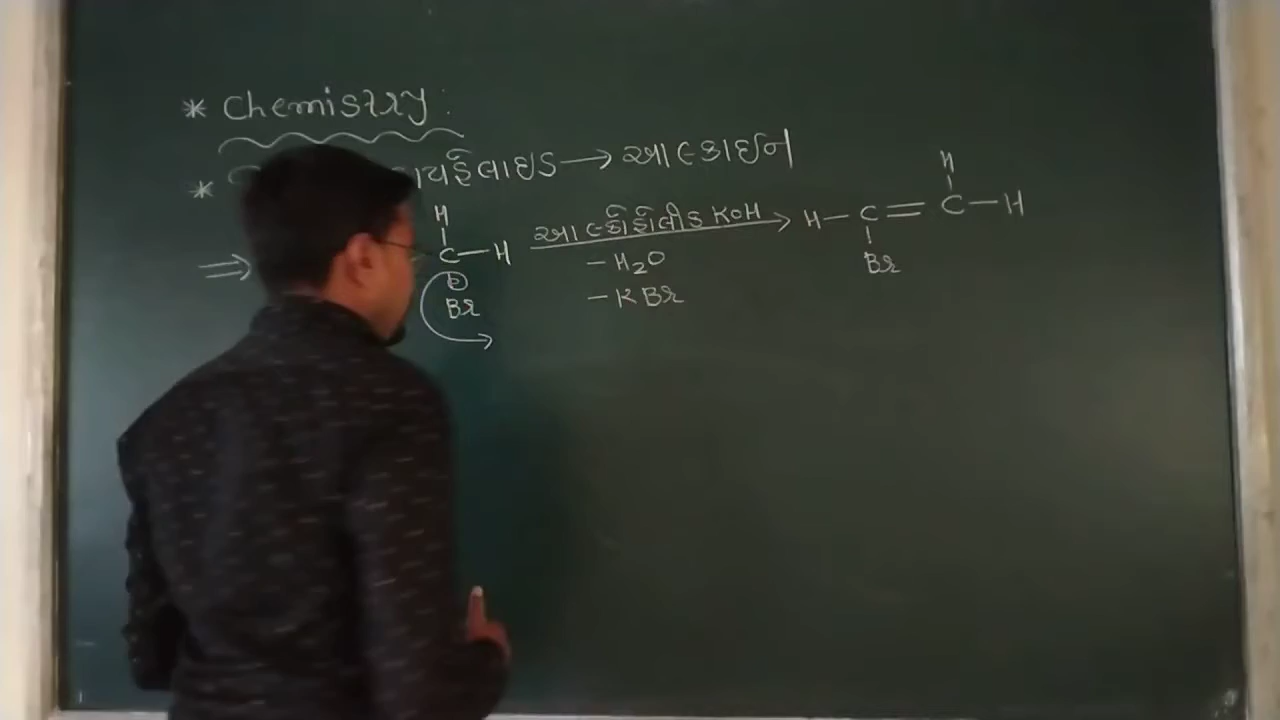 * Chemistry:
* ાયહેલાઇડ → આલ્કાઇન
⇒ H
C—H આલ્કોહોલીક KOH → H—C=C—H
H
Br -H2O Br
-KBr